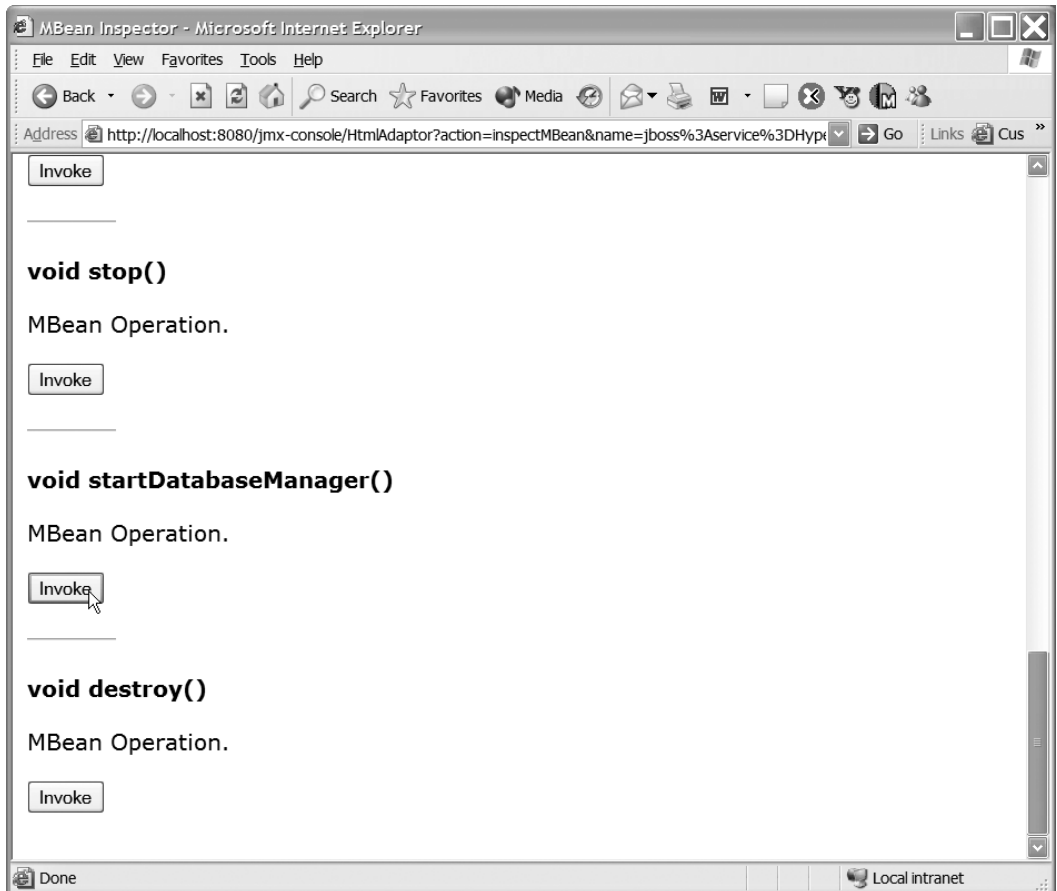 MBean Inspector - Microsoft Internet Explorer
File Edit View Favorites Tools Help
Back Search Favorites Media
Address http://localhost:8080/jmx-console/HtmlAdaptor?action=inspectMBean&name=jboss%3Aservice%3DHype Go Links Cus »
Invoke
void stop()
MBean Operation.
Invoke
void startDatabaseManager()
MBean Operation.
Invoke
void destroy()
MBean Operation.
Invoke
Done Local intranet